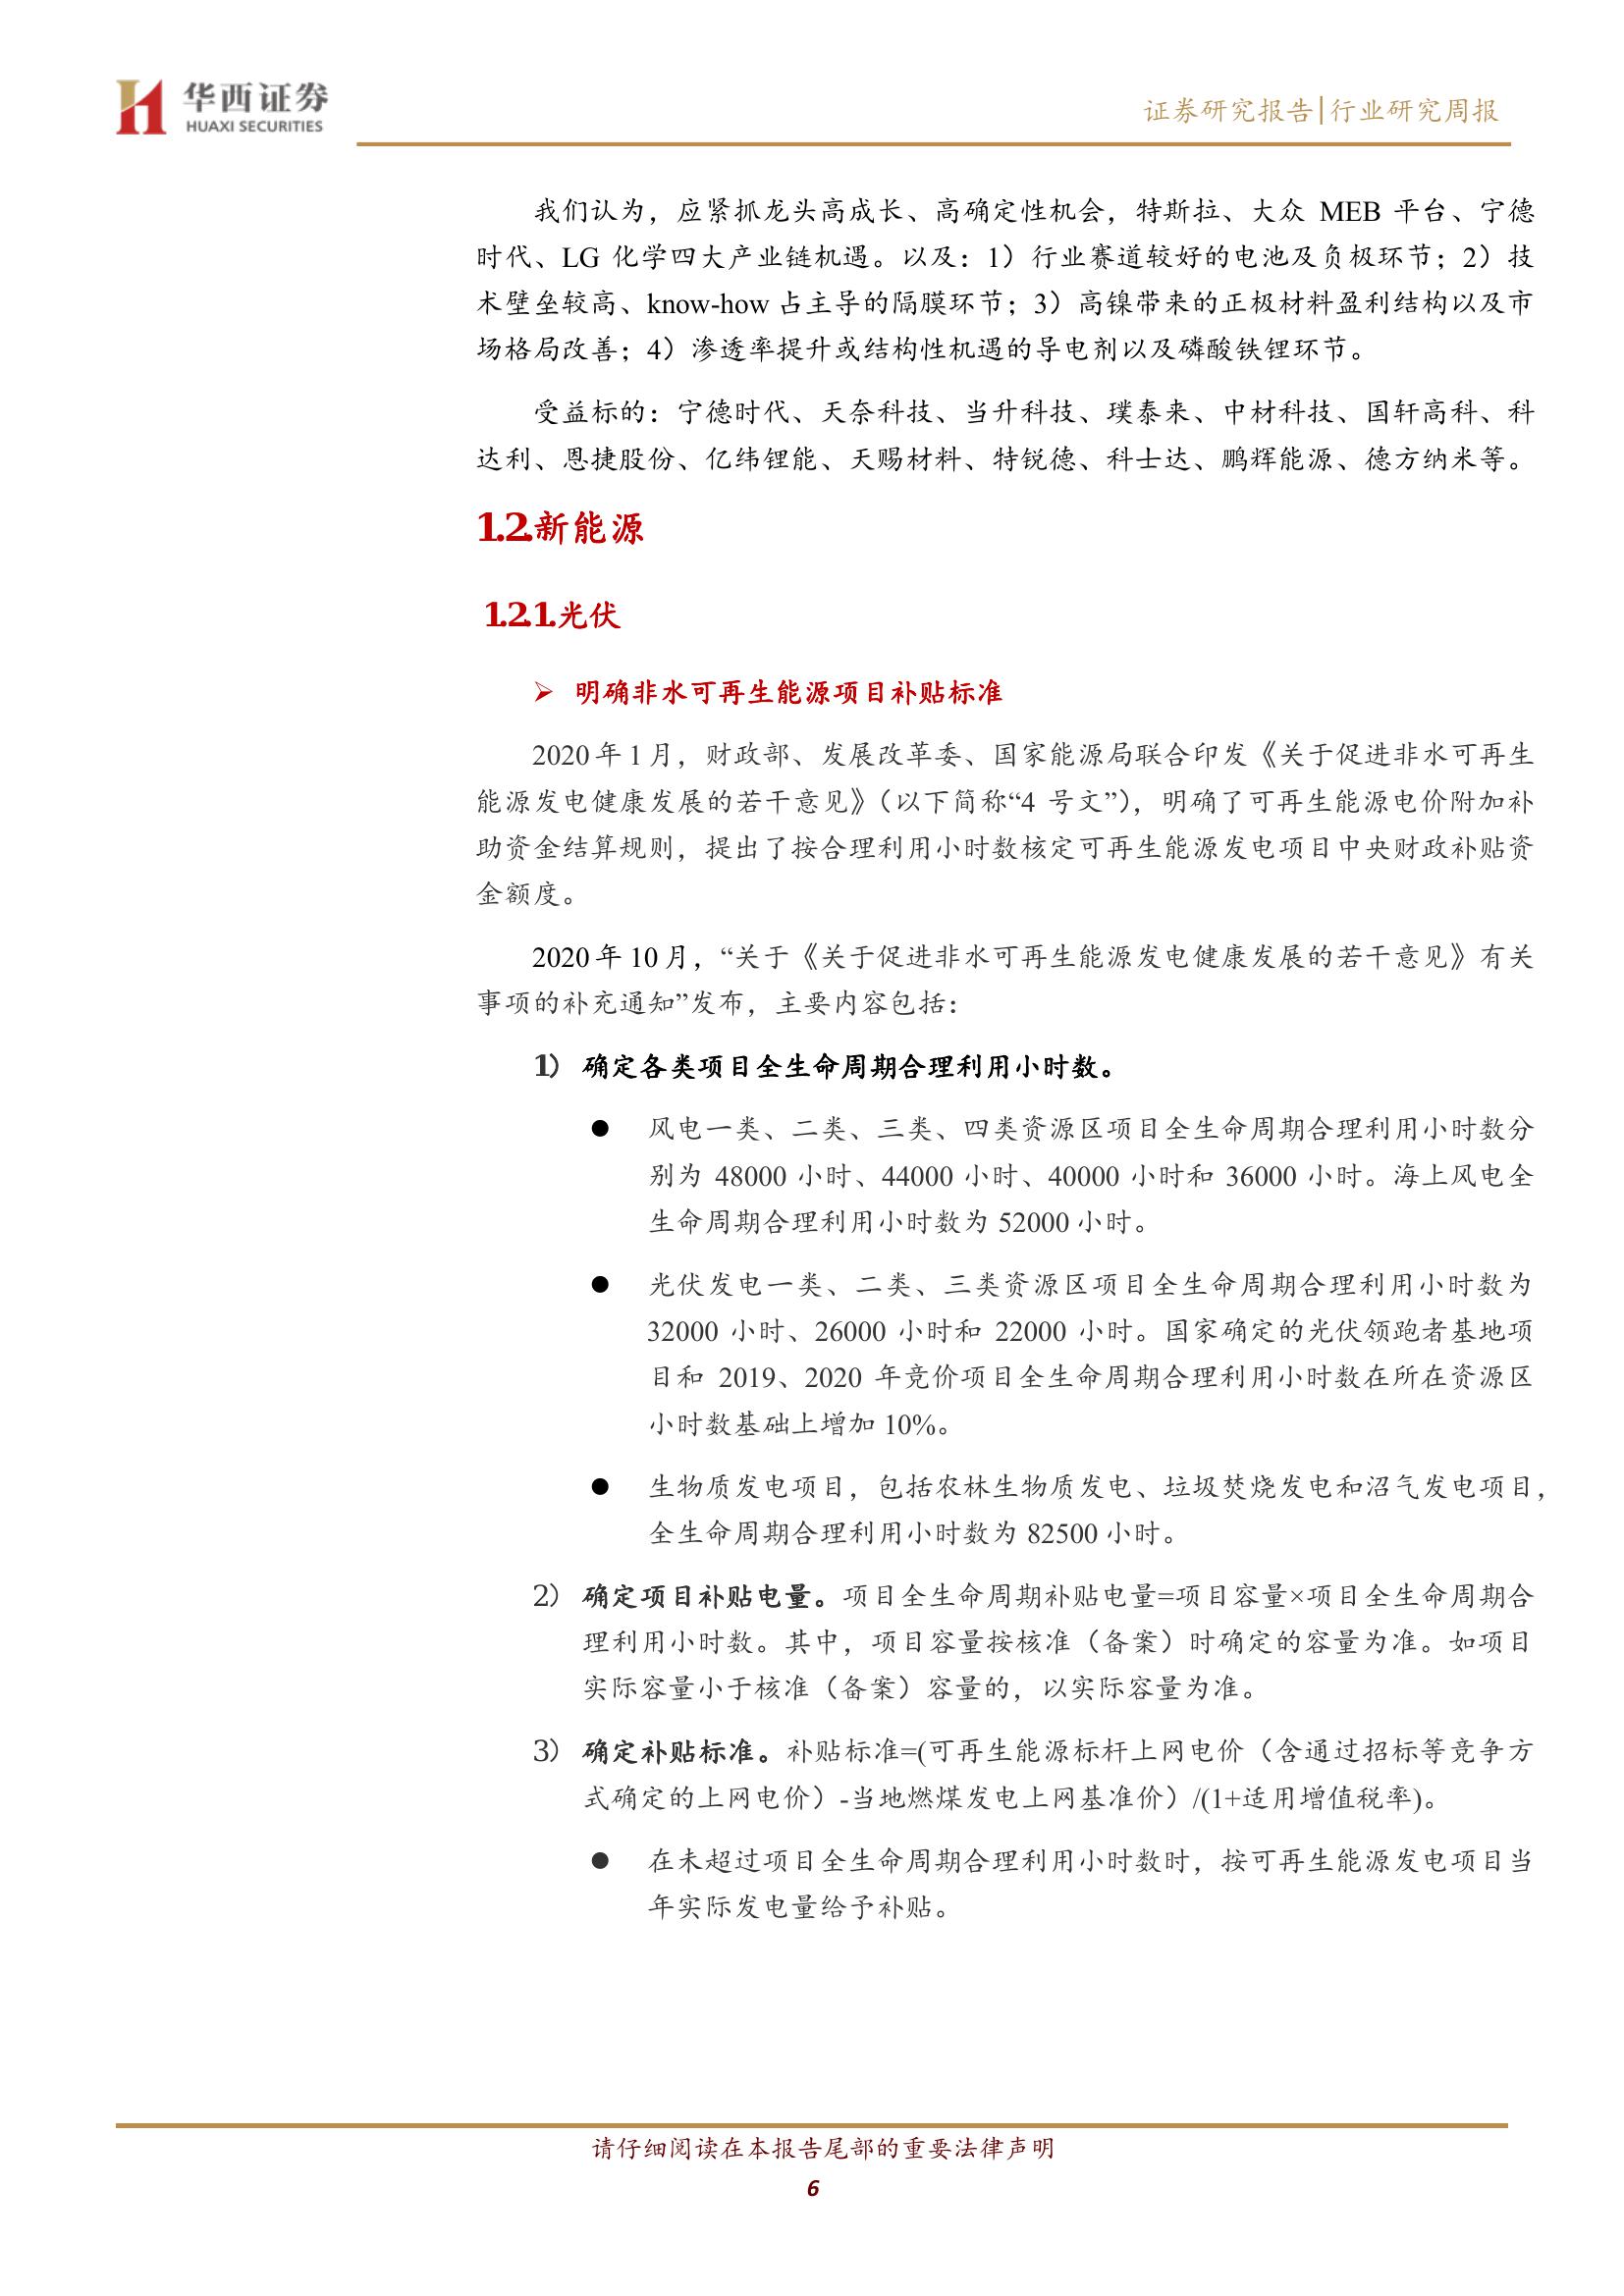 华西证券
HUAXI SECURITIES
证券研究报告|行业研究周报
我们认为，应紧抓龙头高成长、高确定性机会，特斯拉、大众 MEB 平台、宁德
时代、LG 化学四大产业链机遇。以及：1）行业赛道较好的电池及负极环节；2）技
术壁垒较高、know-how 占主导的隔膜环节；3）高镍带来的正极材料盈利结构以及市
场格局改善；4）渗透率提升或结构性机遇的导电剂以及磷酸铁锂环节。
受益标的：宁德时代、天奈科技、当升科技、璞泰来、中材科技、国轩高科、科
达利、恩捷股份、亿纬锂能、天赐材料、特锐德、科士达、鹏辉能源、德方纳米等。
1.2.新能源
1.2.1.光伏
➢ 明确非水可再生能源项目补贴标准
2020 年 1 月，财政部、发展改革委、国家能源局联合印发《关于促进非水可再生
能源发电健康发展的若干意见》（以下简称“4 号文”），明确了可再生能源电价附加补
助资金结算规则，提出了按合理利用小时数核定可再生能源发电项目中央财政补贴资
金额度。
2020 年 10 月，“关于《关于促进非水可再生能源发电健康发展的若干意见》有关
事项的补充通知”发布，主要内容包括：
1） 确定各类项目全生命周期合理利用小时数。
● 风电一类、二类、三类、四类资源区项目全生命周期合理利用小时数分
别为 48000 小时、44000 小时、40000 小时和 36000 小时。海上风电全
生命周期合理利用小时数为 52000 小时。
● 光伏发电一类、二类、三类资源区项目全生命周期合理利用小时数为
32000 小时、26000 小时和 22000 小时。国家确定的光伏领跑者基地项
目和 2019、2020 年竞价项目全生命周期合理利用小时数在所在资源区
小时数基础上增加 10%。
● 生物质发电项目，包括农林生物质发电、垃圾焚烧发电和沼气发电项目，
全生命周期合理利用小时数为 82500 小时。
2） 确定项目补贴电量。项目全生命周期补贴电量=项目容量×项目全生命周期合
理利用小时数。其中，项目容量按核准（备案）时确定的容量为准。如项目
实际容量小于核准（备案）容量的，以实际容量为准。
3） 确定补贴标准。补贴标准=(可再生能源标杆上网电价（含通过招标等竞争方
式确定的上网电价）-当地燃煤发电上网基准价）/(1+适用增值税率)。
● 在未超过项目全生命周期合理利用小时数时，按可再生能源发电项目当
年实际发电量给予补贴。
请仔细阅读在本报告尾部的重要法律声明
6